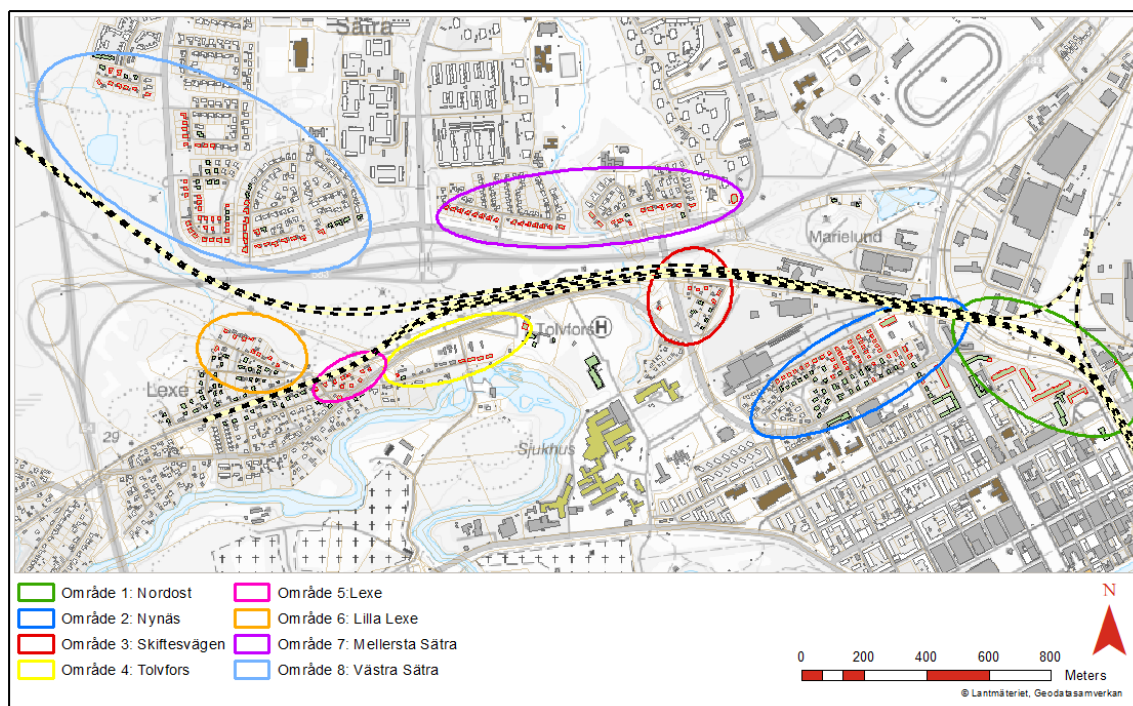 Sätra
Marielund
Tolvfors
H
Lexe
29
Sjukhus
Område 1: Nordost
Område 2: Nynäs
Område 3: Skiftesvägen
Område 4: Tolvfors
Område 5:Lexe
Område 6: Lilla Lexe
Område 7: Mellersta Sätra
Område 8: Västra Sätra
N
0 200 400 600 800
Meters
© Lantmäteriet, Geodatasamverkan